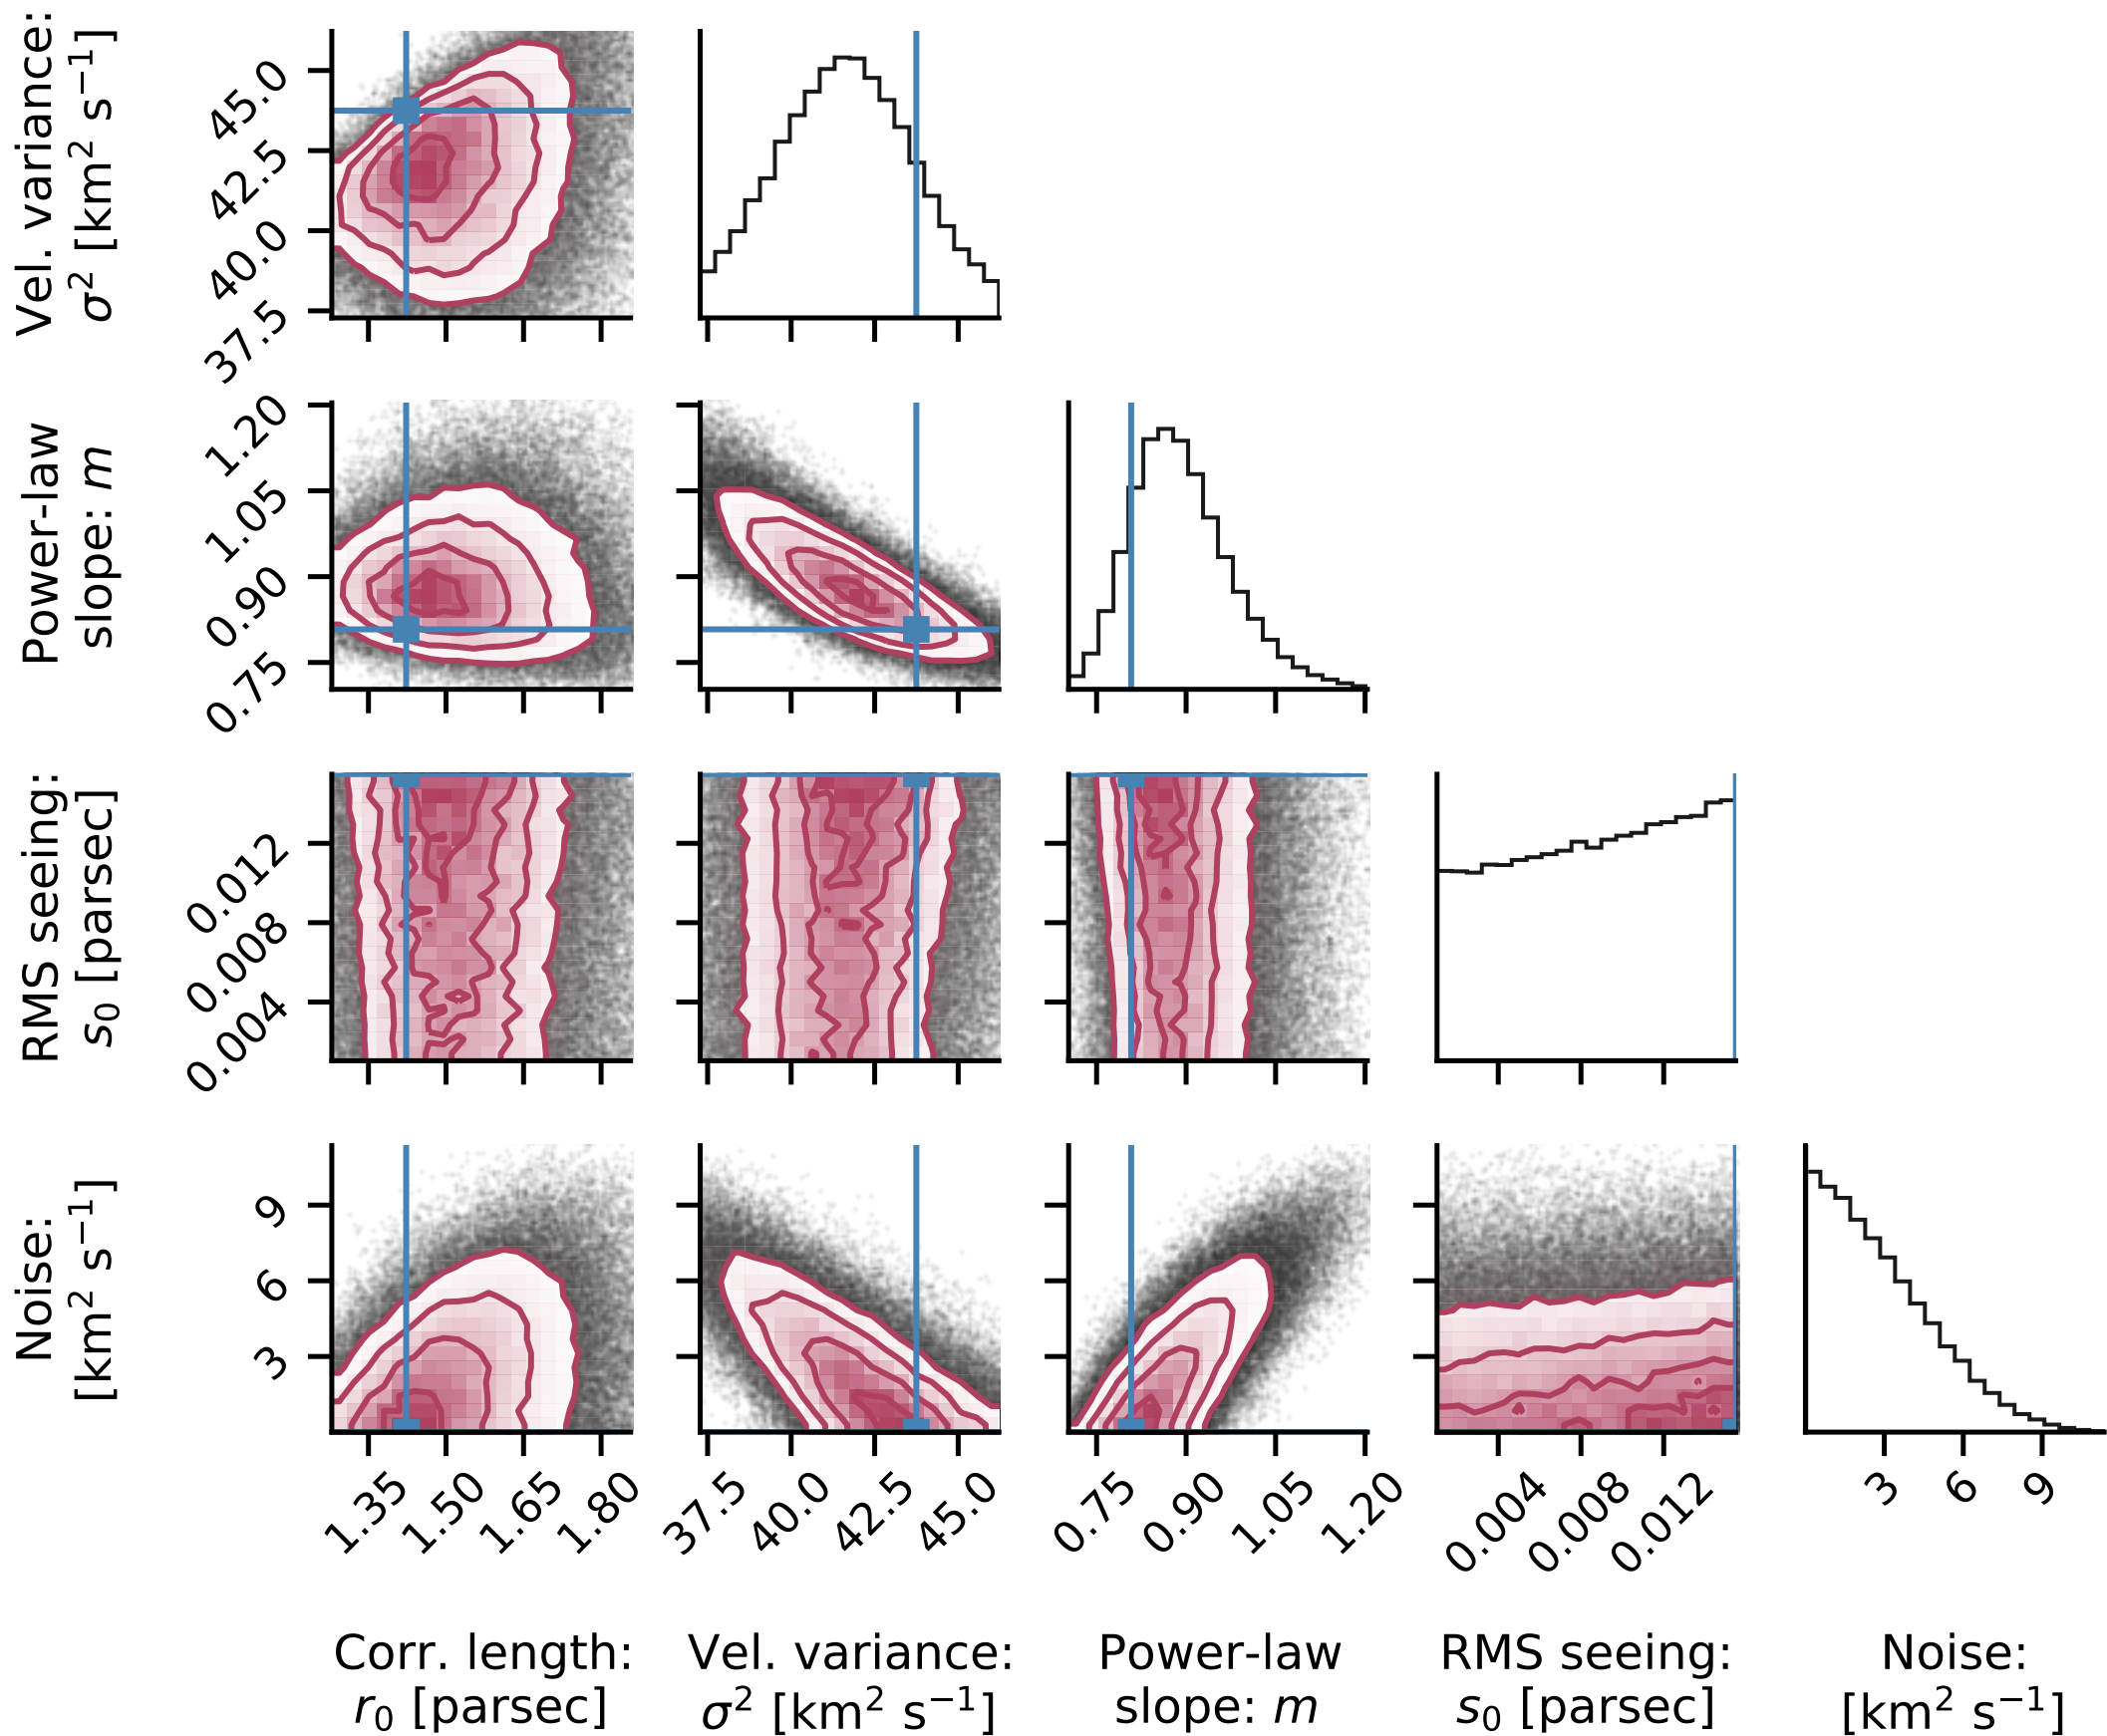 Vel. variance:
σ² [km² s⁻¹]
45.0
42.5
40.0
37.5
Power-law
slope: m
1.20
1.05
0.90
0.75
RMS seeing:
s₀ [parsec]
0.012
0.008
0.004
Noise:
[km² s⁻¹]
9
6
3
1.35 1.50 1.65 1.80 37.5 40.0 42.5 45.0 0.75 0.90 1.05 1.20 0.004 0.008 0.012 3 6 9
Corr. length:
r₀ [parsec]
Vel. variance:
σ² [km² s⁻¹]
Power-law
slope: m
RMS seeing:
s₀ [parsec]
Noise:
[km² s⁻¹]